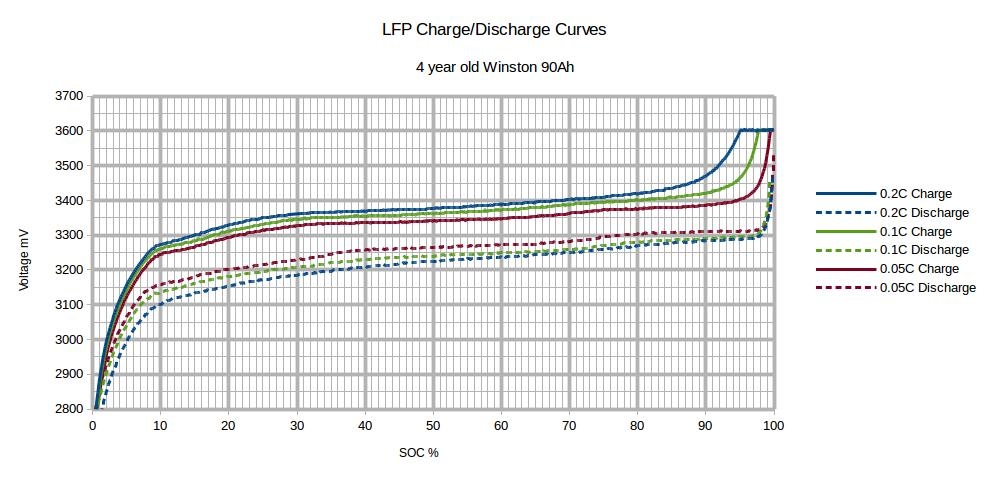 LFP Charge/Discharge Curves
4 year old Winston 90Ah
3700
3600
3500
3400
3300
3200
3100
3000
2900
2800
Voltage mV
0 10 20 30 40 50 60 70 80 90 100
SOC %
0.2C Charge
0.2C Discharge
0.1C Charge
0.1C Discharge
0.05C Charge
0.05C Discharge